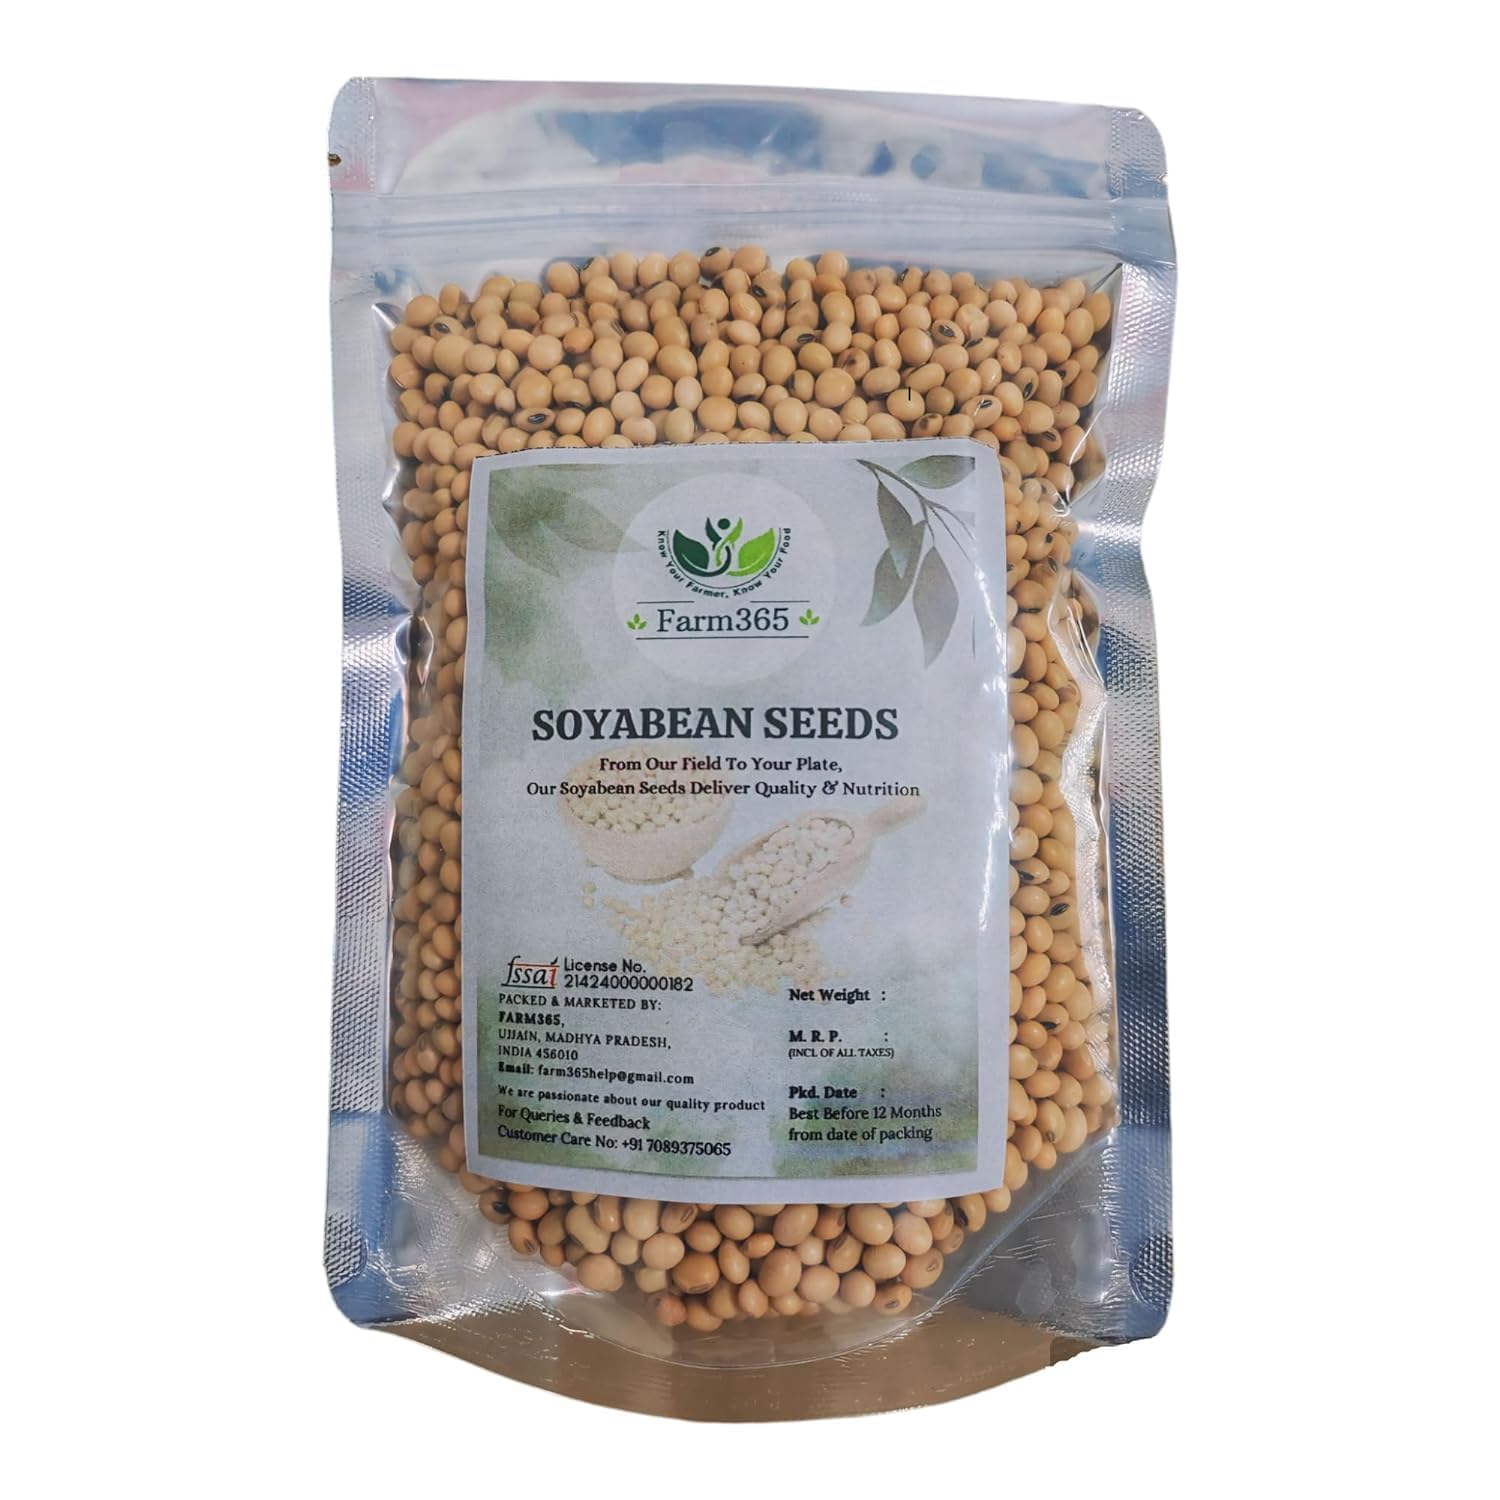 Know Your Farmer, Know Your Food
Farm365
SOYABEAN SEEDS
From Our Field To Your Plate,
Our Soyabean Seeds Deliver Quality & Nutrition
fssai License No.
21424000000182
PACKED & MARKETED BY:
FARM365,
UJJAIN, MADHYA PRADESH,
INDIA 456010
Email: farm365help@gmail.com
We are passionate about our quality product
For Queries & Feedback
Customer Care No: +91 7089375065
Net Weight :
M. R. P. :
(INCL OF ALL TAXES)
Pkd. Date :
Best Before 12 Months
from date of packing